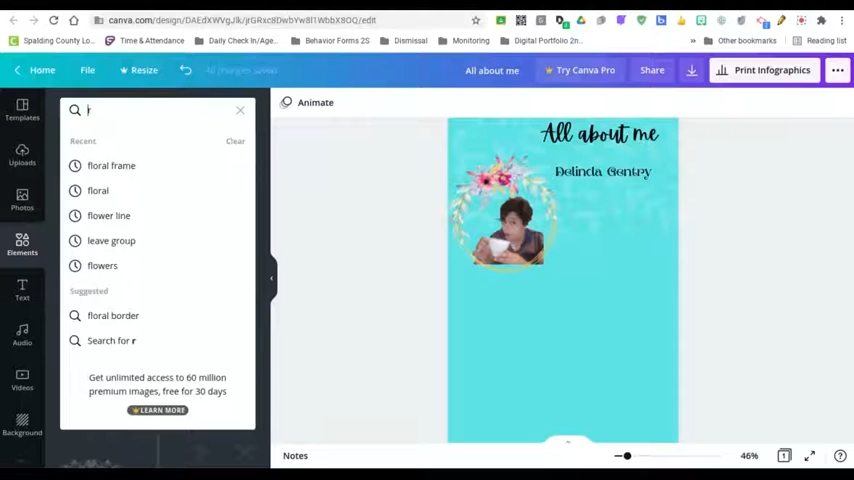 canva.com/design/DAEdXWVgJlk/jtGRxc8DwbYw8l1WbbX8OQ/edit
Spalding County Lo...
Time & Attendance
Daily Check In/Age...
Behavior Forms 2S
Dismissal
Monitoring
Digital Portfolio 2n...
»
Other bookmarks
Reading list
Home
File
Resize
All about me
Try Canva Pro
Share
Print Infographics
Templates
Uploads
Photos
Elements
Text
Audio
Videos
Background
r
Recent
Clear
floral frame
floral
flower line
leave group
flowers
Suggested
floral border
Search for r
Get unlimited access to 60 million
premium images, free for 30 days
LEARN MORE
Animate
All about me
Delinda Gentry
Notes
46%
1